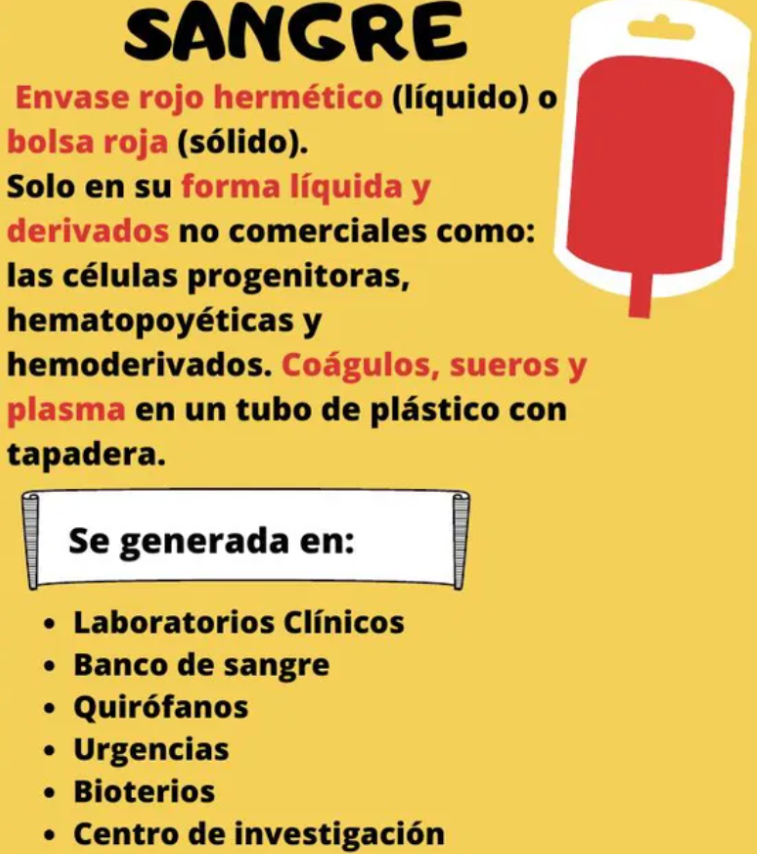 SANGRE
Envase rojo hermético (líquido) o
bolsa roja (sólido).
Solo en su forma líquida y
derivados no comerciales como:
las células progenitoras,
hematopoyéticas y
hemoderivados. Coágulos, sueros y
plasma en un tubo de plástico con
tapadera.
Se generada en:
• Laboratorios Clínicos
• Banco de sangre
• Quirófanos
• Urgencias
• Bioterios
• Centro de investigación